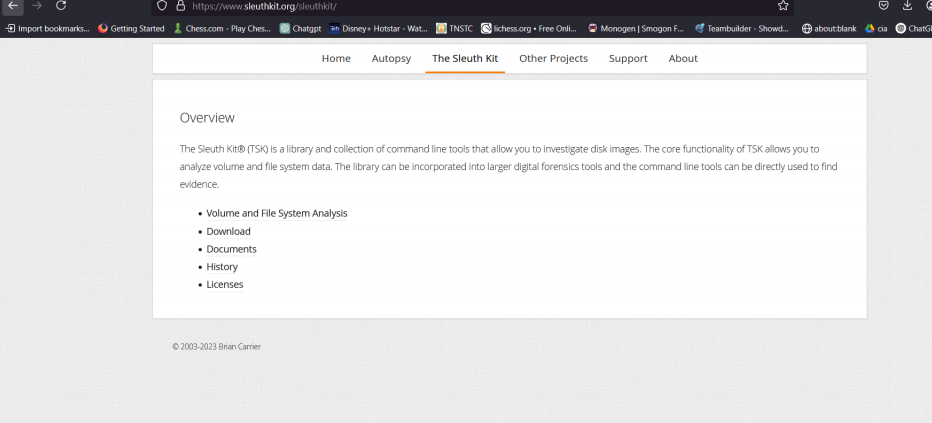 https://www.sleuthkit.org/sleuthkit/
Import bookmarks... Getting Started Chess.com - Play Ches... Chatgpt Disney+ Hotstar - Wat... TNSTC lichess.org • Free Onli... Monogen | Smogon F... Teambuilder - Showd... about:blank cia ChatG
Home Autopsy The Sleuth Kit Other Projects Support About
Overview
The Sleuth Kit® (TSK) is a library and collection of command line tools that allow you to investigate disk images. The core functionality of TSK allows you to
analyze volume and file system data. The library can be incorporated into larger digital forensics tools and the command line tools can be directly used to find
evidence.
• Volume and File System Analysis
• Download
• Documents
• History
• Licenses
© 2003-2023 Brian Carrier